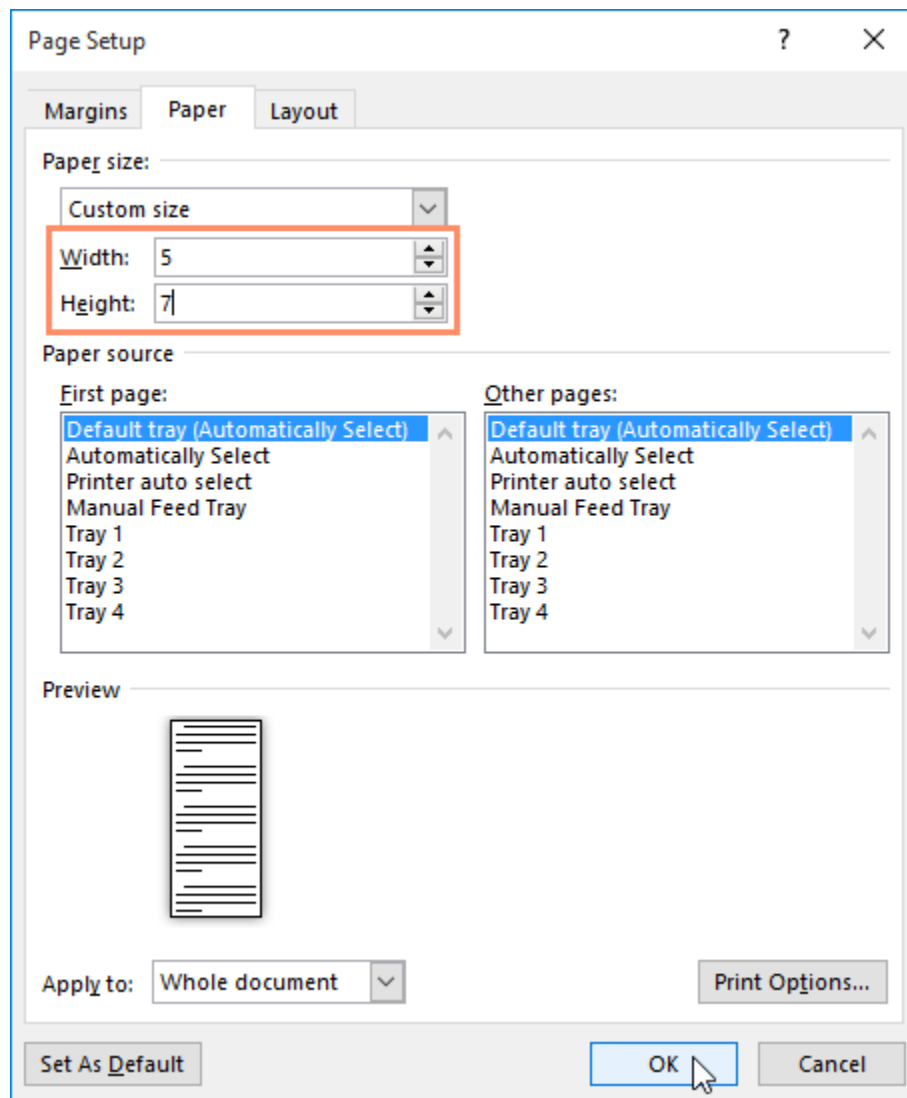 Page Setup ?
Margins Paper Layout
Paper size:
Custom size
Width: 5
Height: 7
Paper source
First page:
Default tray (Automatically Select)
Automatically Select
Printer auto select
Manual Feed Tray
Tray 1
Tray 2
Tray 3
Tray 4
Other pages:
Default tray (Automatically Select)
Automatically Select
Printer auto select
Manual Feed Tray
Tray 1
Tray 2
Tray 3
Tray 4
Preview
Apply to: Whole document
Print Options...
Set As Default
OK
Cancel